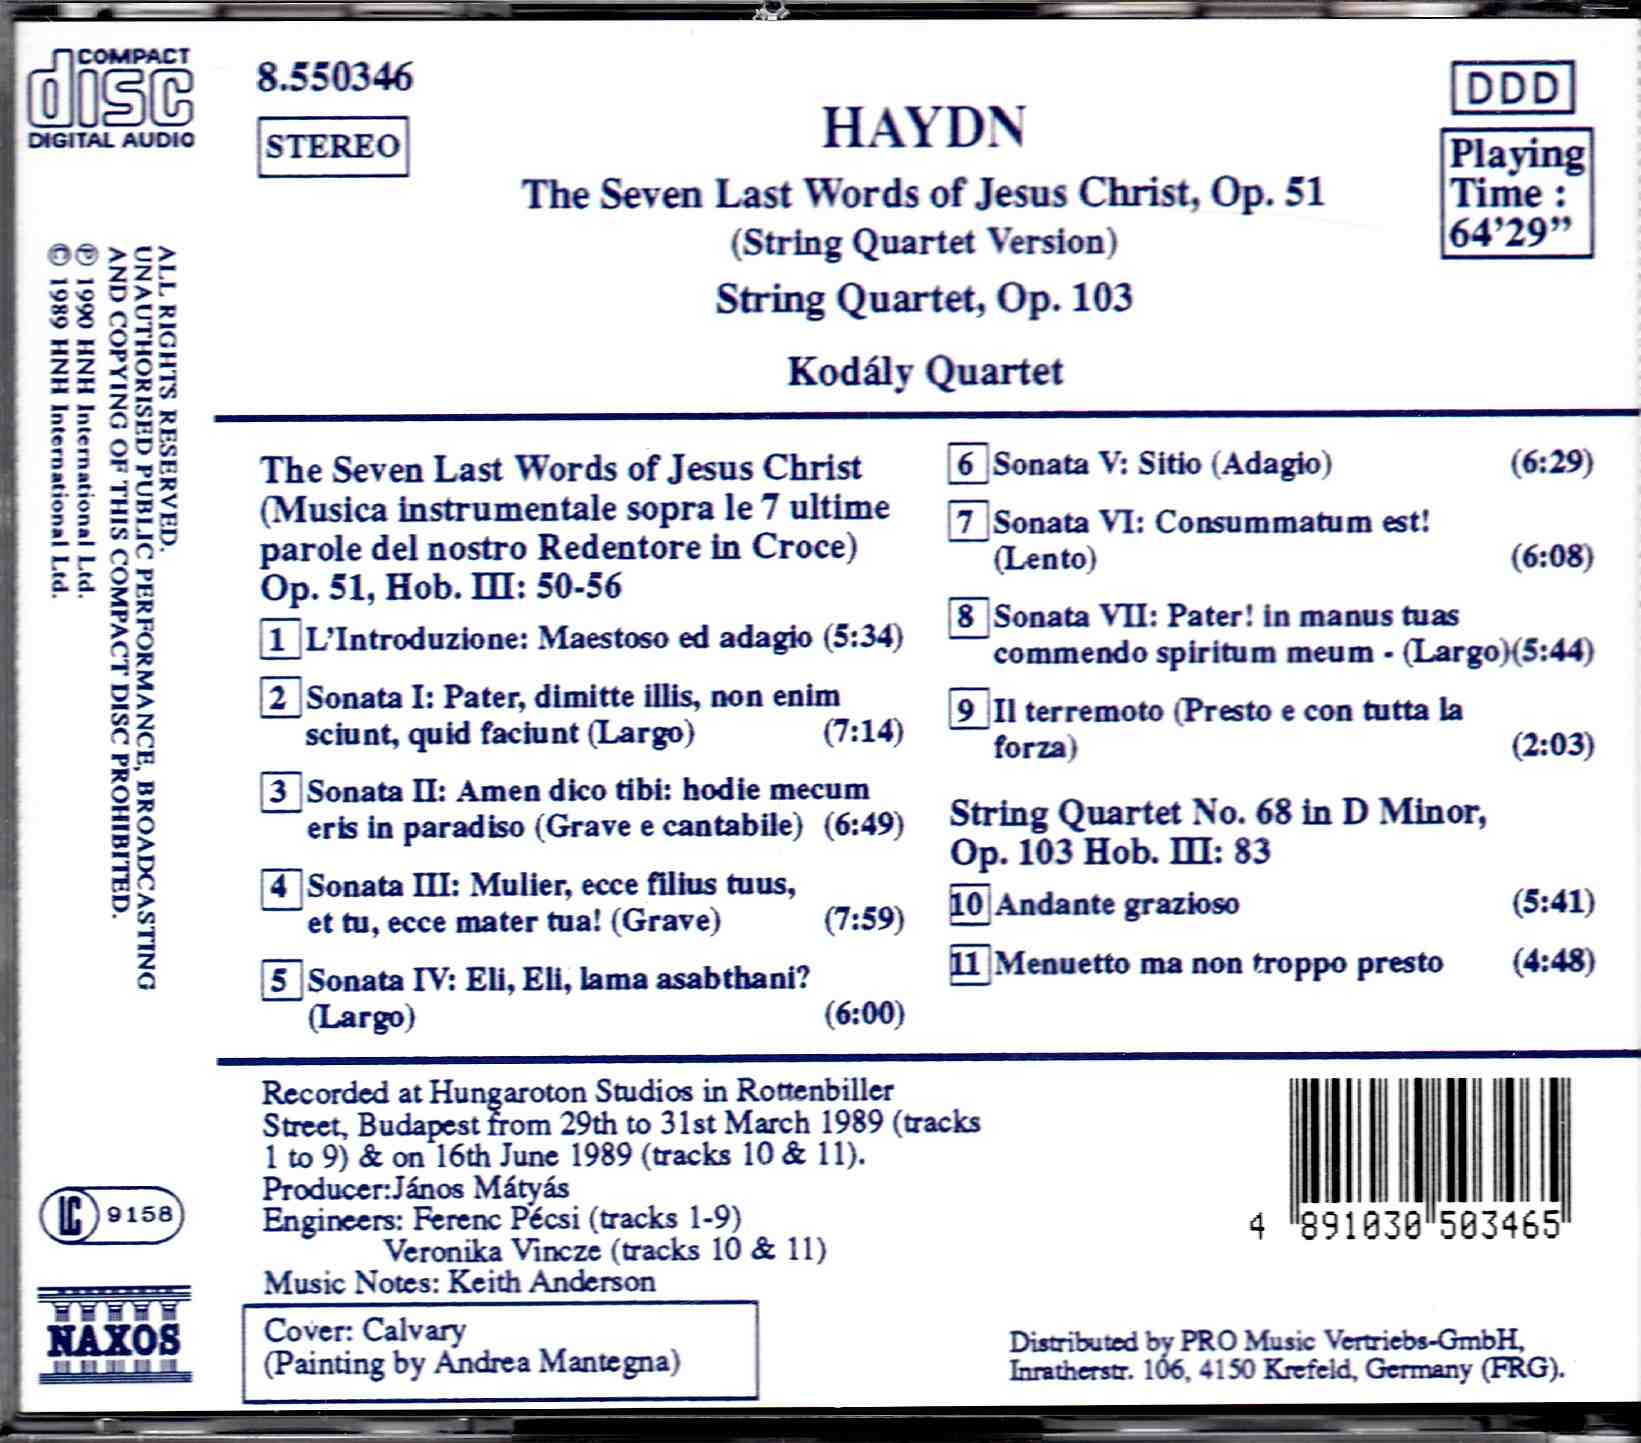 COMPACT
disc
DIGITAL AUDIO
8.550346
STEREO
HAYDN
The Seven Last Words of Jesus Christ, Op. 51
(String Quartet Version)
String Quartet, Op. 103
Kodály Quartet
DDD
Playing
Time :
64'29”
ALL RIGHTS RESERVED.
UNAUTHORISED PUBLIC PERFORMANCE, BROADCASTING
AND COPYING OF THIS COMPACT DISC PROHIBITED.
℗ 1990 HNH International Ltd.
© 1989 HNH International Ltd.
The Seven Last Words of Jesus Christ
(Musica instrumentale sopra le 7 ultime
parole del nostro Redentore in Croce)
Op. 51, Hob. III: 50-56
1 L'Introduzione: Maestoso ed adagio (5:34)
2 Sonata I: Pater, dimitte illis, non enim
sciunt, quid faciunt (Largo) (7:14)
3 Sonata II: Amen dico tibi: hodie mecum
eris in paradiso (Grave e cantabile) (6:49)
4 Sonata III: Mulier, ecce filius tuus,
et tu, ecce mater tua! (Grave) (7:59)
5 Sonata IV: Eli, Eli, lama asabthani?
(Largo) (6:00)
6 Sonata V: Sitio (Adagio) (6:29)
7 Sonata VI: Consummatum est!
(Lento) (6:08)
8 Sonata VII: Pater! in manus tuas
commendo spiritum meum - (Largo)(5:44)
9 Il terremoto (Presto e con tutta la
forza) (2:03)
String Quartet No. 68 in D Minor,
Op. 103 Hob. III: 83
10 Andante grazioso (5:41)
11 Menuetto ma non troppo presto (4:48)
Recorded at Hungaroton Studios in Rottenbiller
Street, Budapest from 29th to 31st March 1989 (tracks
1 to 9) & on 16th June 1989 (tracks 10 & 11).
Producer:János Mátyás
Engineers: Ferenc Pécsi (tracks 1-9)
Veronika Vincze (tracks 10 & 11)
Music Notes: Keith Anderson
Cover: Calvary
(Painting by Andrea Mantegna)
LC 9158
NAXOS
4 891030 503465
Distributed by PRO Music Vertriebs-GmbH,
Inratherstr. 106, 4150 Krefeld, Germany (FRG).